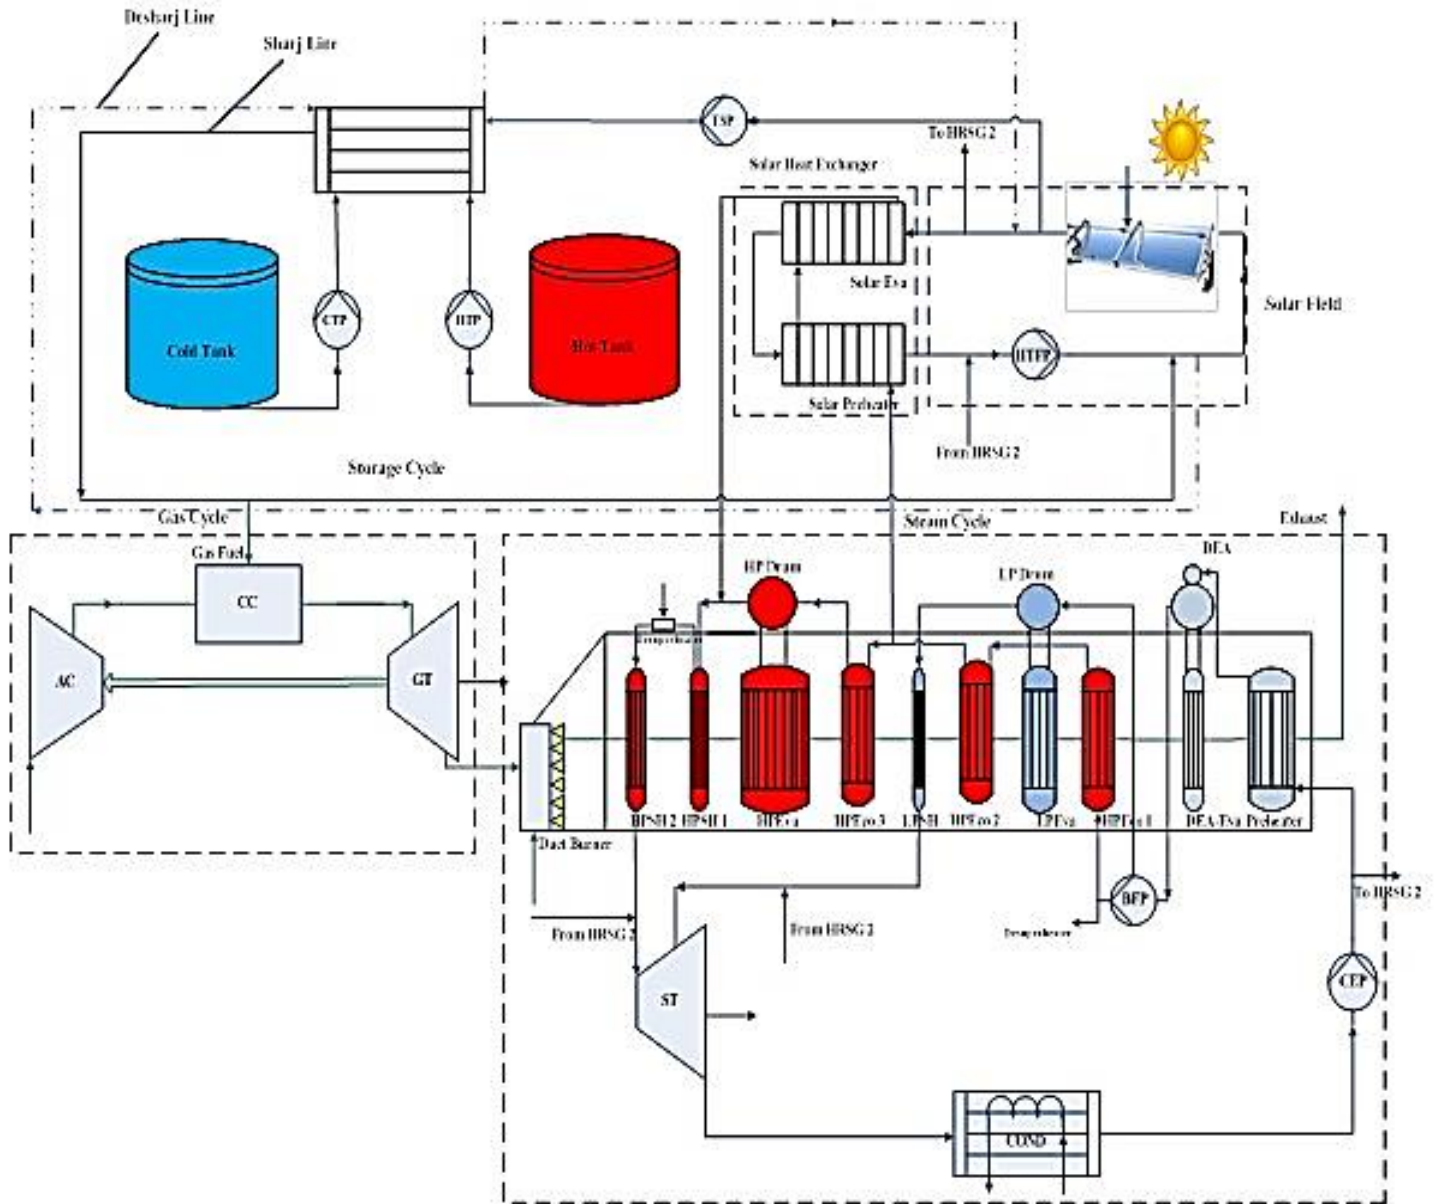 Desharj Line
Sharj Line
TSP
To HRSG 2
Solar Heat Exchanger
Solar Eva
Solar Field
CTP
HTP
Cold Tank
Hot Tank
HTFP
Solar Preheater
From HRSG 2
Storage Cycle
Gas Cycle
Steam Cycle
Exhaust
Gas Fuel
HP Drum
LP Drum
DEA
CC
AC
GT
HPSH 2
HPSH 1
HPEva
HPEco 3
LPSH
HPEco 2
LPEva
HPEco 1
DEA-Eva
Preheater
Duct Burner
From HRSG 2
From HRSG 2
BFP
To HRSG 2
ST
CEP
COND